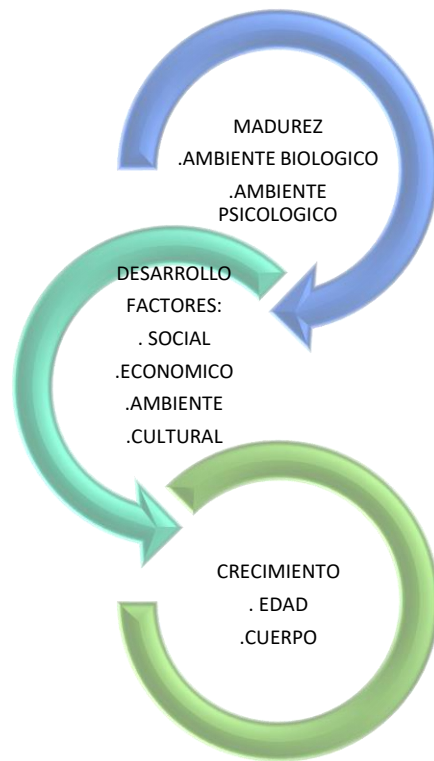 MADUREZ
.AMBIENTE BIOLOGICO
.AMBIENTE
PSICOLOGICO
DESARROLLO
FACTORES:
. SOCIAL
.ECONOMICO
.AMBIENTE
.CULTURAL
CRECIMIENTO
. EDAD
.CUERPO